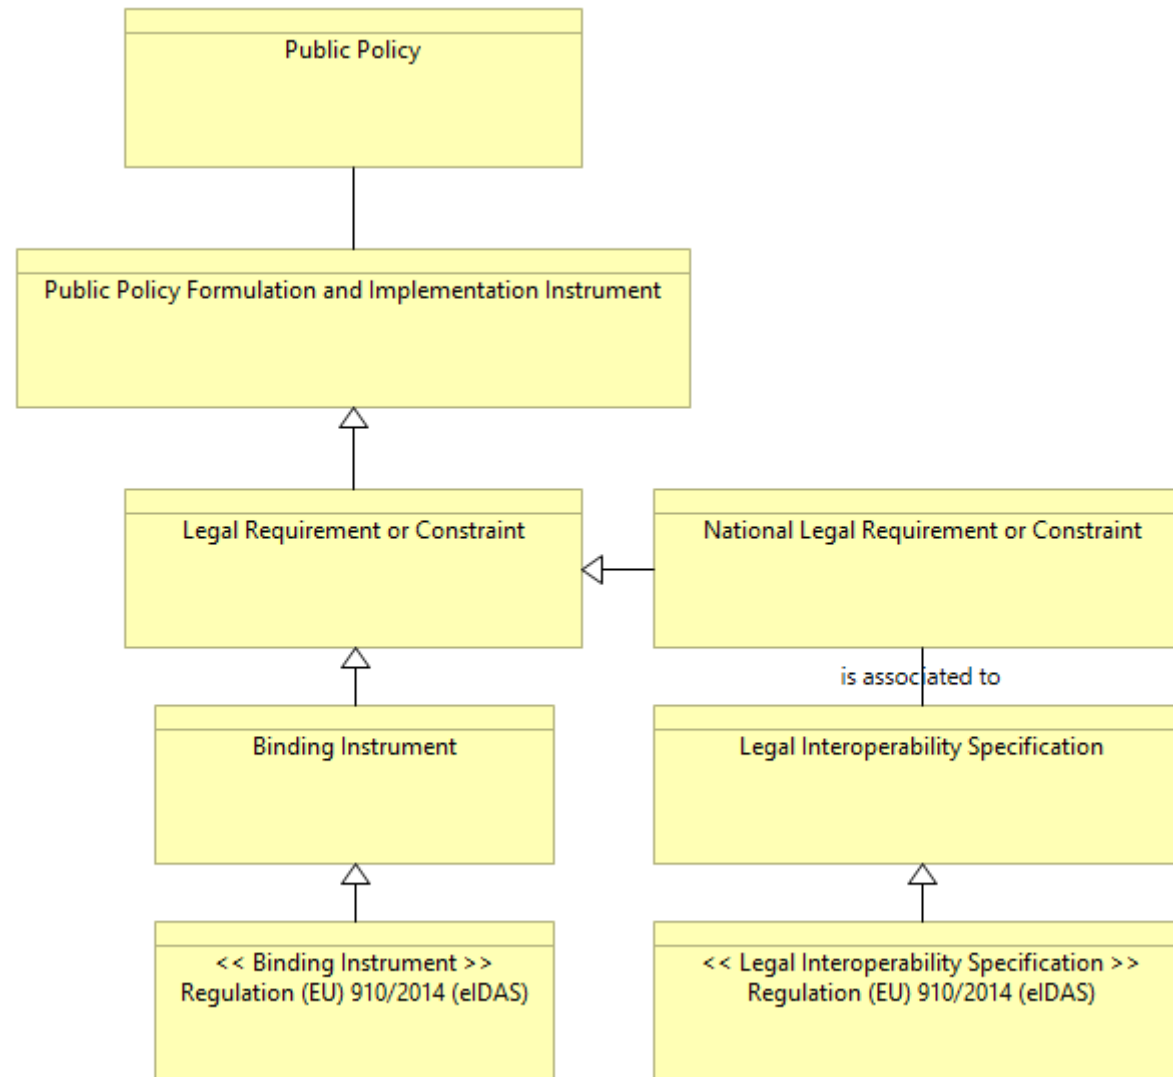 Public Policy
Public Policy Formulation and Implementation Instrument
Legal Requirement or Constraint
National Legal Requirement or Constraint
is associated to
Binding Instrument
Legal Interoperability Specification
<< Binding Instrument >>
Regulation (EU) 910/2014 (eIDAS)
<< Legal Interoperability Specification >>
Regulation (EU) 910/2014 (eIDAS)